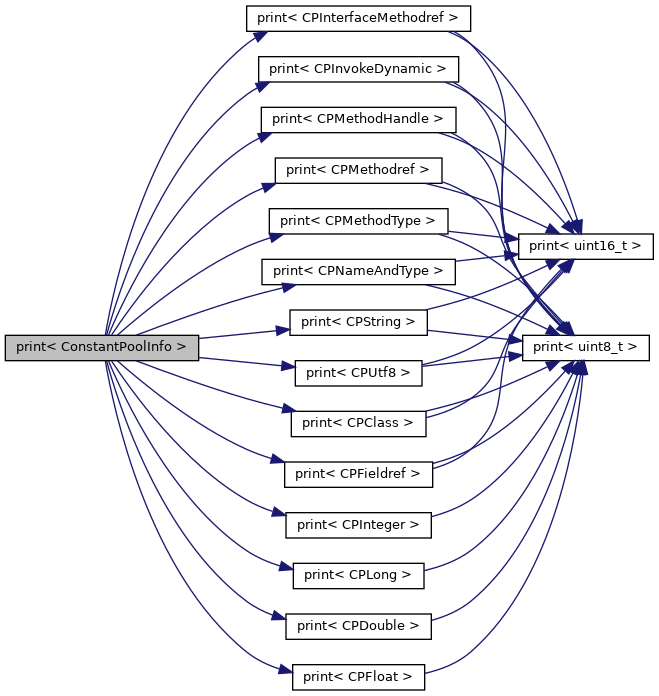 print< CPInterfaceMethodref >
print< CPInvokeDynamic >
print< CPMethodHandle >
print< CPMethodref >
print< CPMethodType >
print< uint16_t >
print< CPNameAndType >
print< CPString >
print< ConstantPoolInfo >
print< uint8_t >
print< CPUtf8 >
print< CPClass >
print< CPFieldref >
print< CPInteger >
print< CPLong >
print< CPDouble >
print< CPFloat >